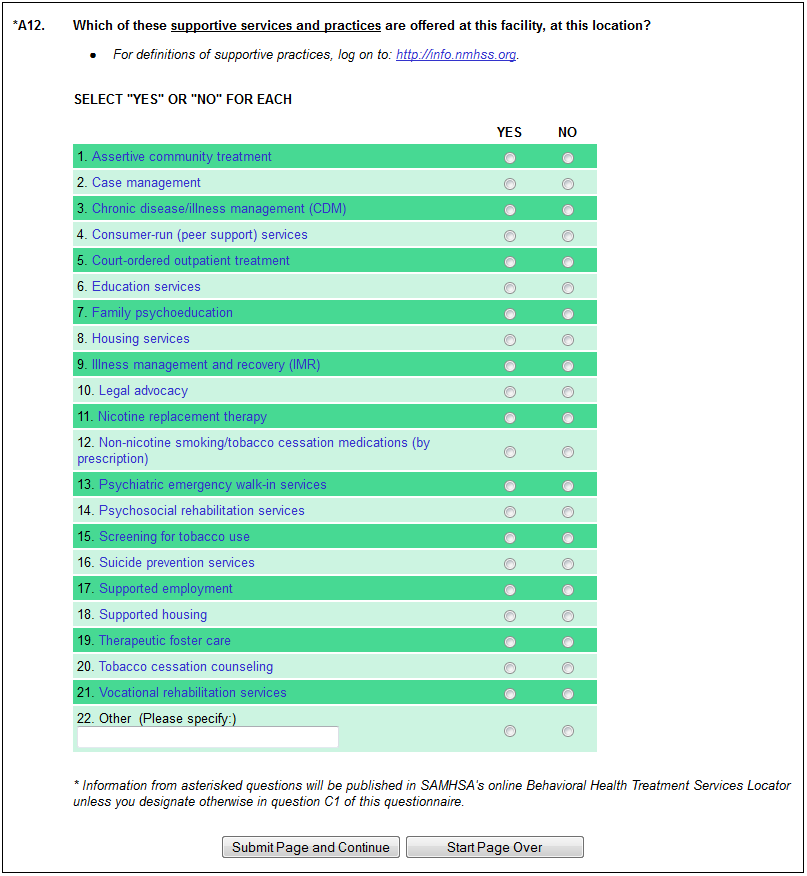 *A12. Which of these supportive services and practices are offered at this facility, at this location?
• For definitions of supportive practices, log on to: http://info.nmhss.org.
SELECT "YES" OR "NO" FOR EACH
YES NO
1. Assertive community treatment
2. Case management
3. Chronic disease/illness management (CDM)
4. Consumer-run (peer support) services
5. Court-ordered outpatient treatment
6. Education services
7. Family psychoeducation
8. Housing services
9. Illness management and recovery (IMR)
10. Legal advocacy
11. Nicotine replacement therapy
12. Non-nicotine smoking/tobacco cessation medications (by
prescription)
13. Psychiatric emergency walk-in services
14. Psychosocial rehabilitation services
15. Screening for tobacco use
16. Suicide prevention services
17. Supported employment
18. Supported housing
19. Therapeutic foster care
20. Tobacco cessation counseling
21. Vocational rehabilitation services
22. Other (Please specify:)
* Information from asterisked questions will be published in SAMHSA's online Behavioral Health Treatment Services Locator
unless you designate otherwise in question C1 of this questionnaire.
Submit Page and Continue Start Page Over